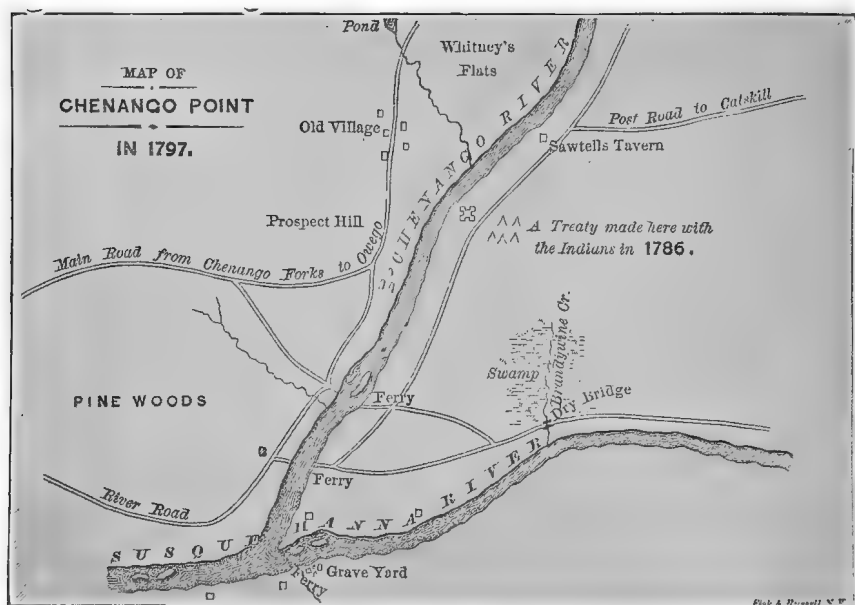 MAP OF
CHENANGO POINT
IN 1797.
Pond
Whitney's
Flats
CHENANGO RIVER
Post Road to Catskill
Old Village
Sawtells Tavern
Prospect Hill
A Treaty made here with
the Indians in 1786.
Main Road from Chenango Forks to Owego
Brandywine Cr.
Swamp
Dry Bridge
PINE WOODS
Ferry
Ferry
River Road
SUSQUEHANNA RIVER
Grave Yard
Ferry